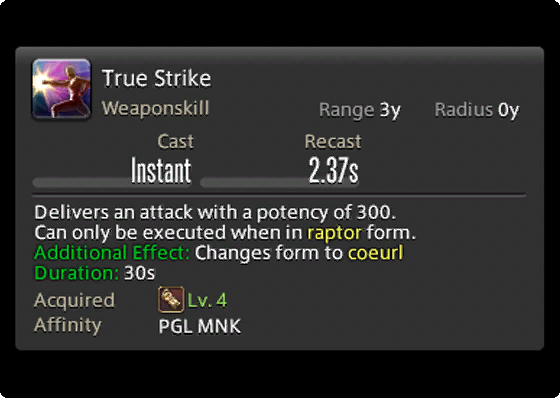 True Strike
Weaponskill Range 3y Radius 0y
Cast Recast
Instant 2.37s
Delivers an attack with a potency of 300.
Can only be executed when in raptor form.
Additional Effect: Changes form to coeurl
Duration: 30s
Acquired Lv. 4
Affinity PGL MNK